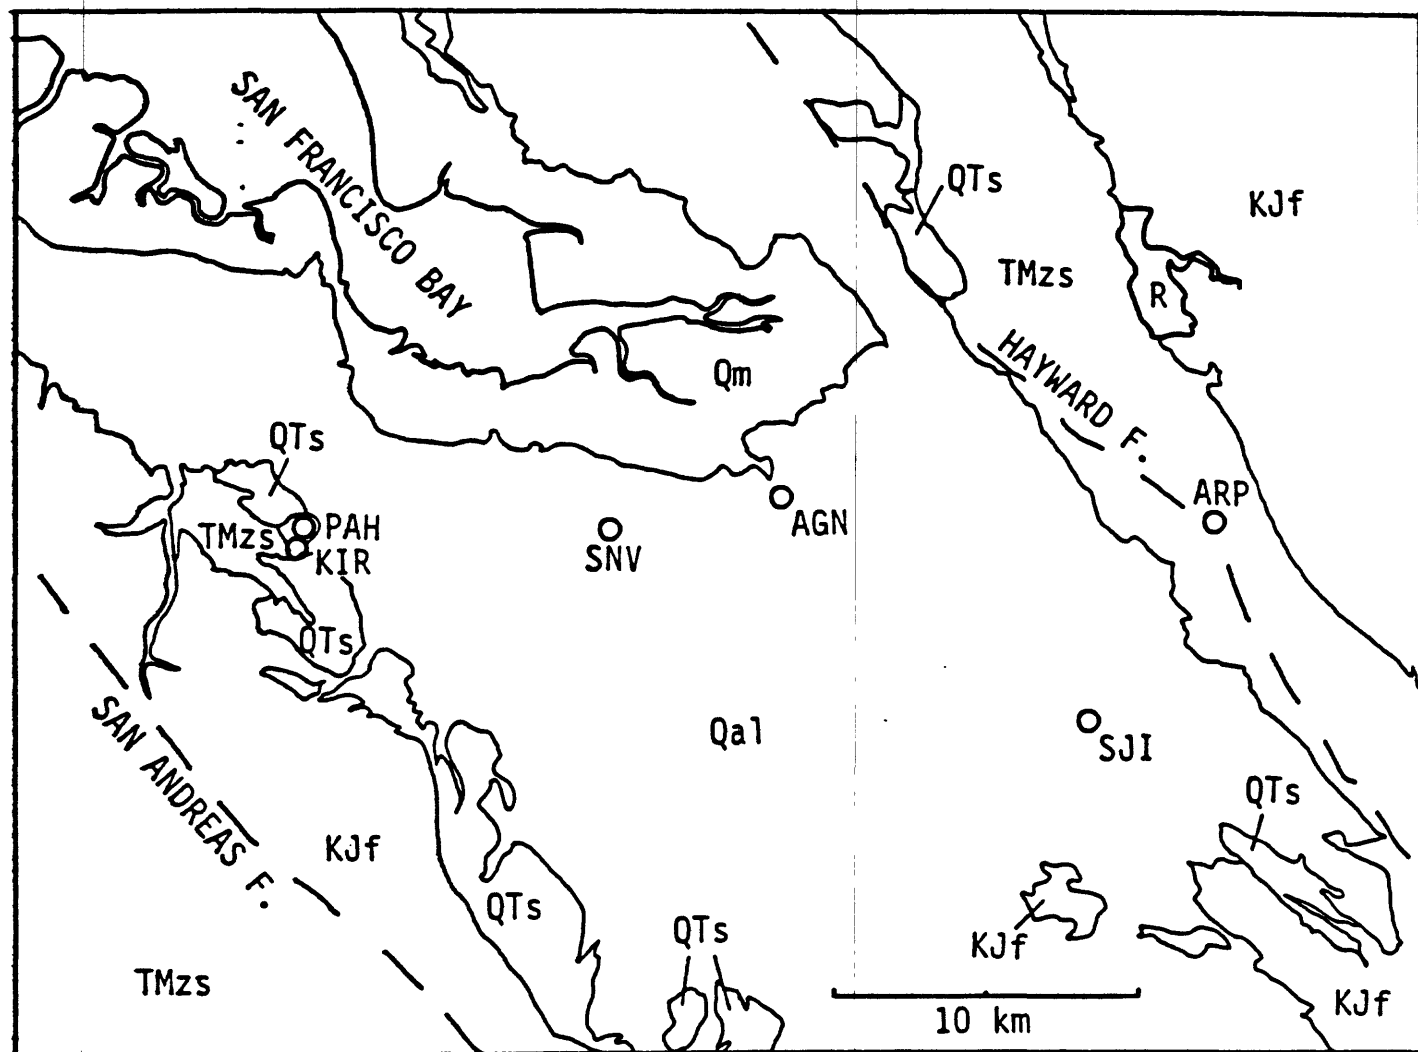 SAN FRANCISCO BAY
QTs
KJf
TMzs
R
HAYWARD F.
Qm
QTs
ARP
PAH
AGN
TMzs
SNV
KIR
QTs
SAN ANDREAS F.
Qal
SJI
QTs
KJf
QTs
QTs
KJf
TMzs
KJf
10 km